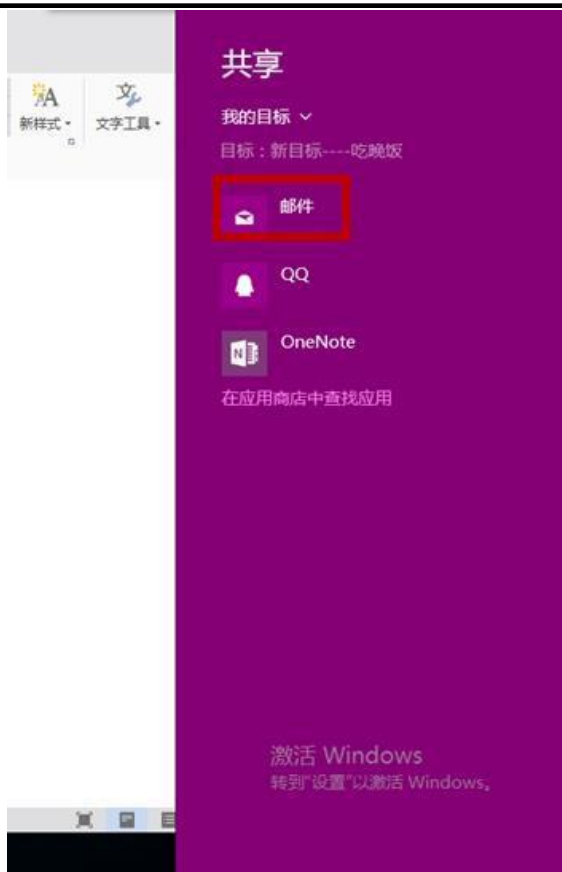 共享
我的目标
目标：新目标----吃晚饭
邮件
QQ
OneNote
在应用商店中查找应用
新样式
文字工具
激活 Windows
转到"设置"以激活 Windows。